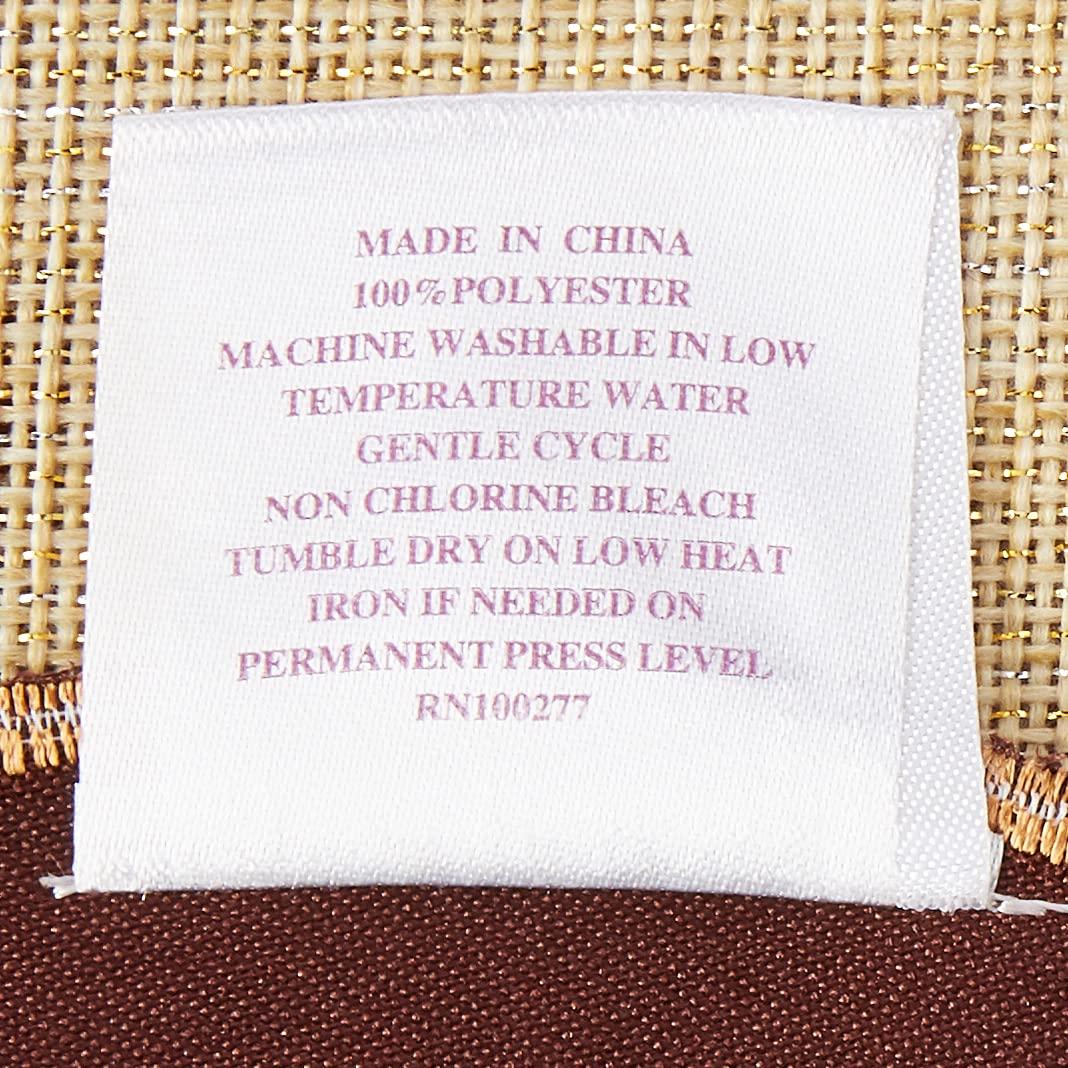 MADE IN CHINA
100%POLYESTER
MACHINE WASHABLE IN LOW
TEMPERATURE WATER
GENTLE CYCLE
NON CHLORINE BLEACH
TUMBLE DRY ON LOW HEAT
IRON IF NEEDED ON
PERMANENT PRESS LEVEL
RN100277